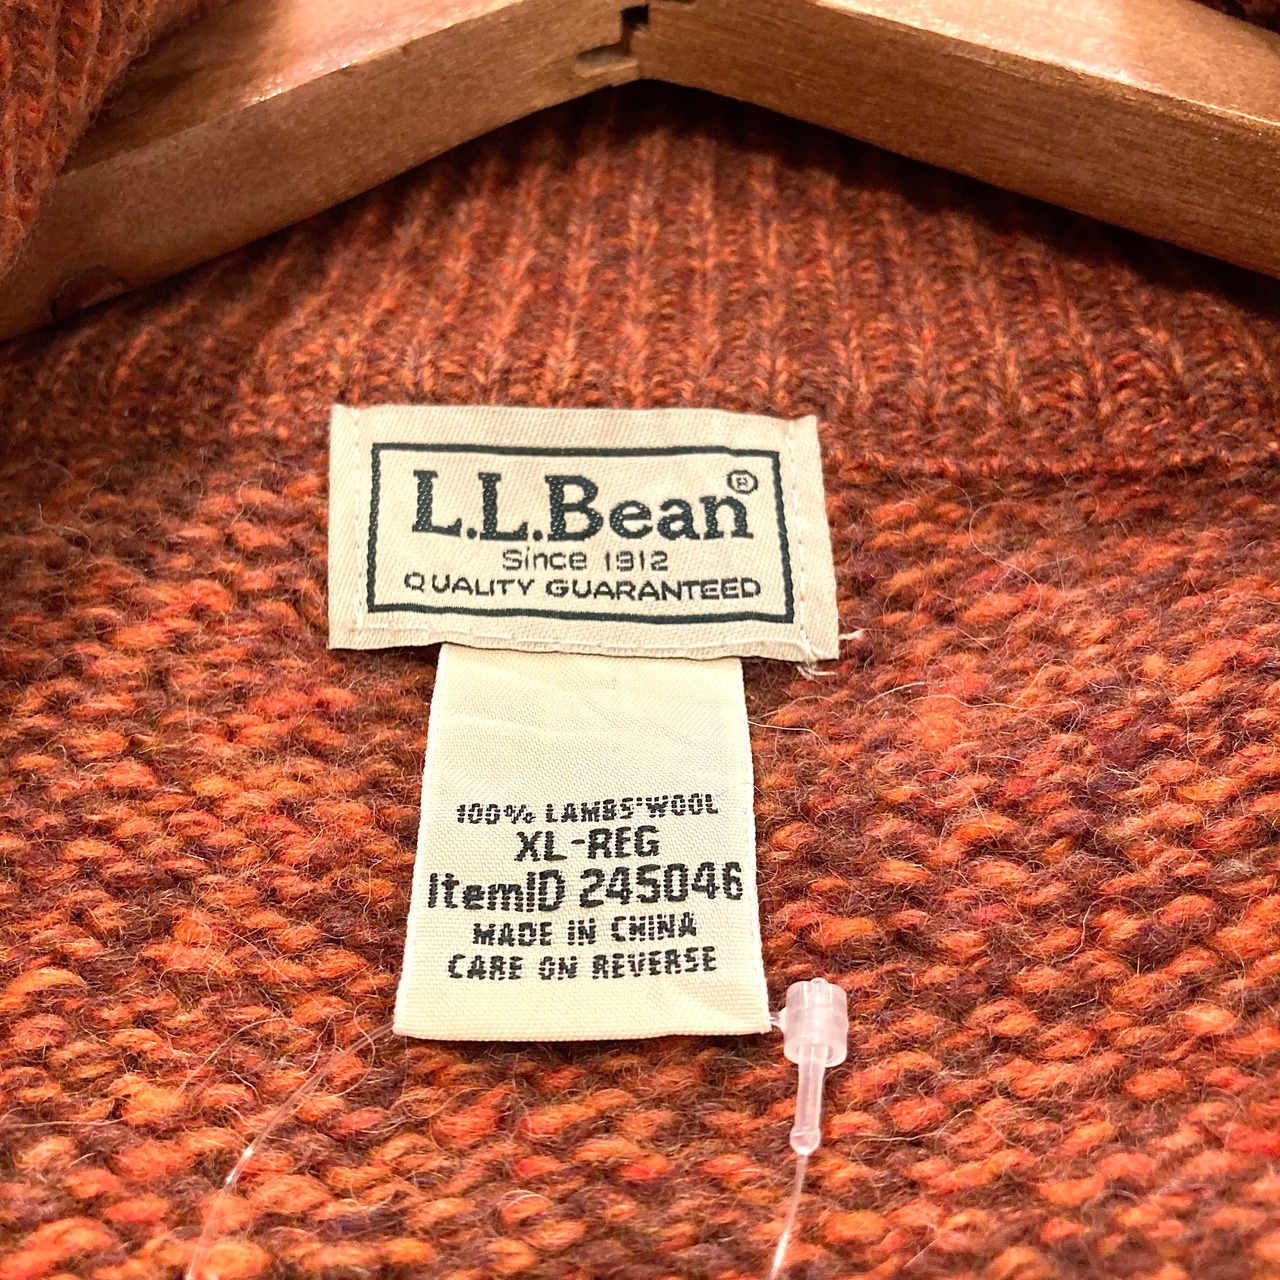 L.L.Bean®
Since 1912
QUALITY GUARANTEED
100% LAMBS'WOOL
XL-REG
ItemID 245046
MADE IN CHINA
CARE ON REVERSE